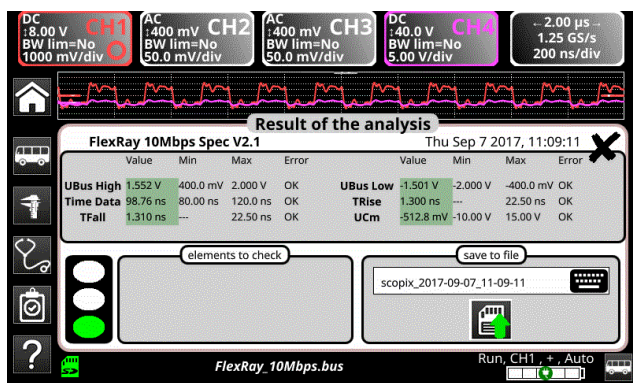 DC
↕8.00 V CH1
BW lim=No
1000 mV/div
AC
↕400 mV CH2
BW lim=No
50.0 mV/div
AC
↕400 mV CH3
BW lim=No
50.0 mV/div
DC
↕40.0 V CH4
BW lim=No
5.00 V/div
←2.00 µs→
1.25 GS/s
200 ns/div
Result of the analysis
FlexRay 10Mbps Spec V2.1 Thu Sep 7 2017, 11:09:11
Value Min Max Error Value Min Max Error
UBus High 1.552 V 400.0 mV 2.000 V OK UBus Low -1.501 V -2.000 V -400.0 mV OK
Time Data 98.76 ns 80.00 ns 120.0 ns OK TRise 1.300 ns --- 22.50 ns OK
TFall 1.310 ns --- 22.50 ns OK UCm -512.8 mV -10.00 V 15.00 V OK
elements to check save to file
scopix_2017-09-07_11-09-11
?
FlexRay_10Mbps.bus
Run, CH1 , + , Auto